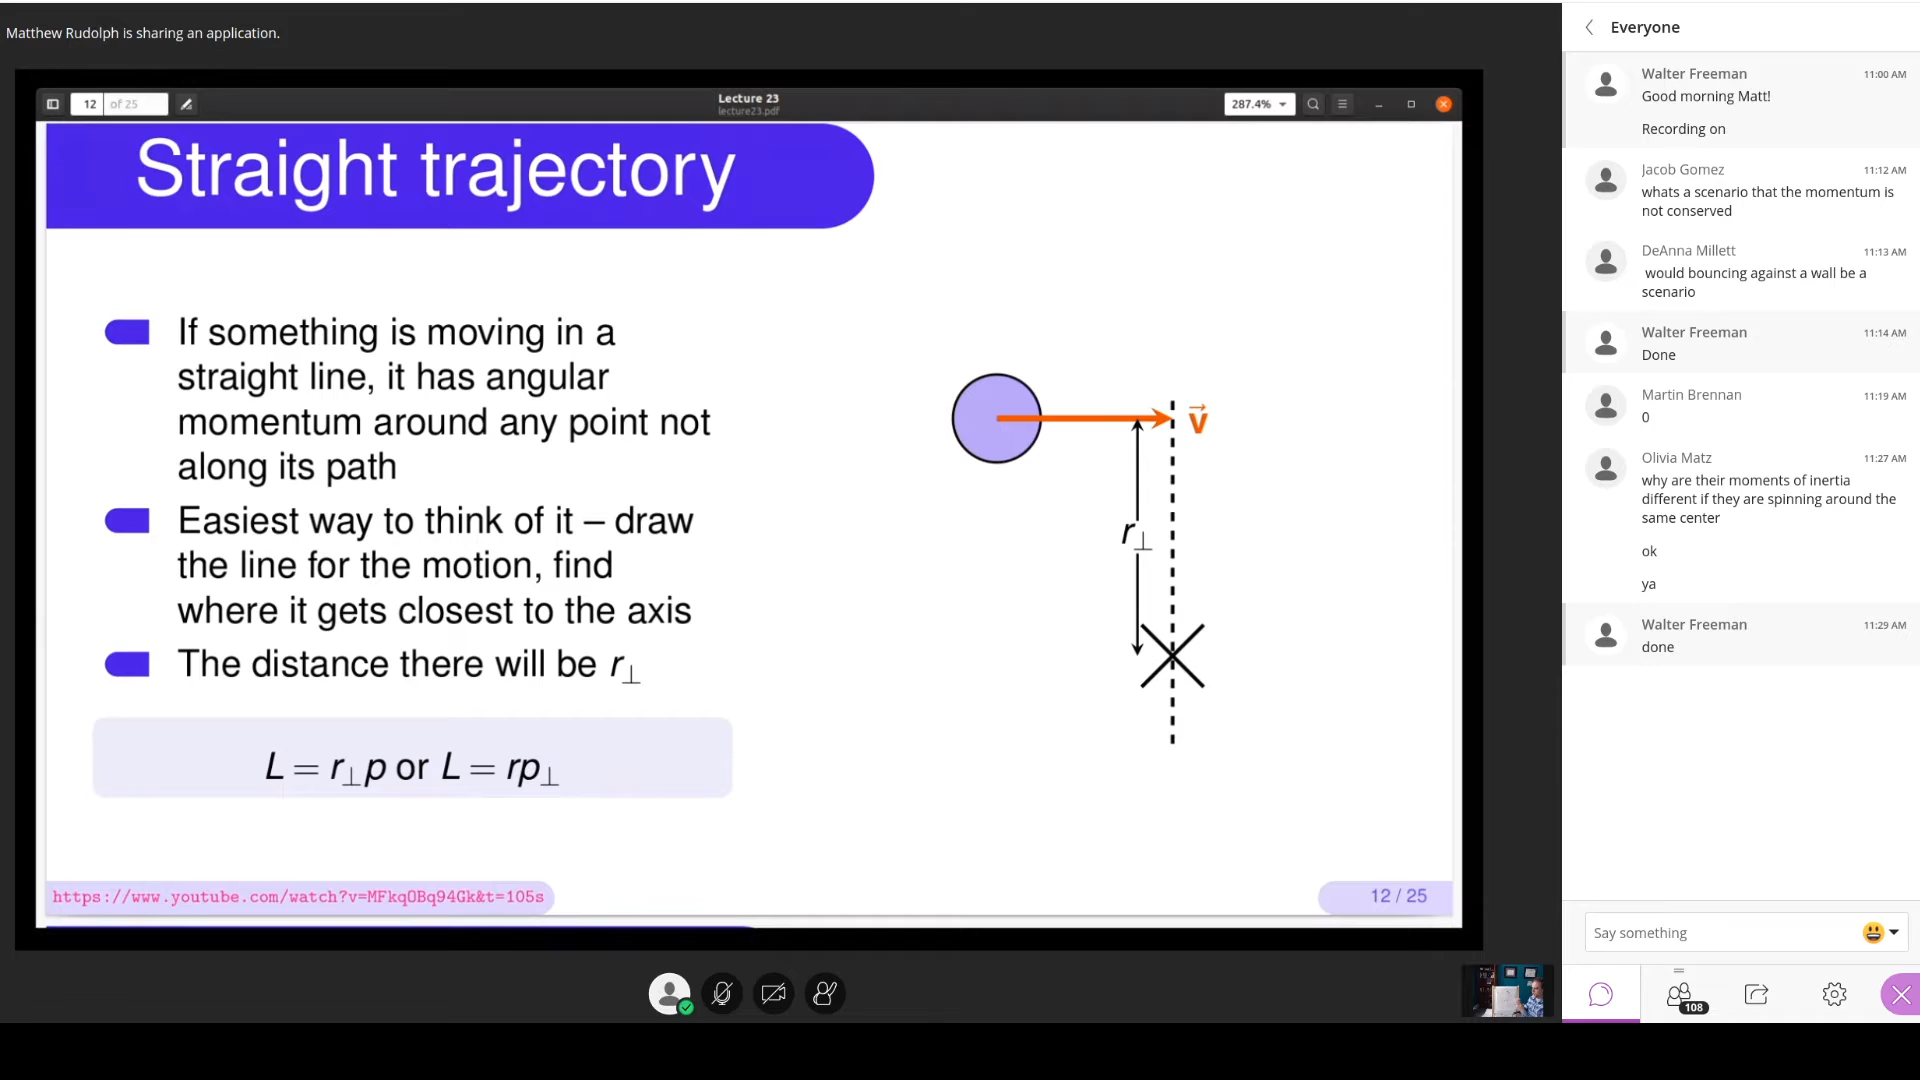 Matthew Rudolph is sharing an application.
12 of 25
Lecture 23
lecture23.pdf
287.4%
Straight trajectory
If something is moving in a
straight line, it has angular
momentum around any point not
along its path
Easiest way to think of it – draw
the line for the motion, find
where it gets closest to the axis
The distance there will be r⊥
L = r⊥p or L = rp⊥
v⃗
r⊥
https://www.youtube.com/watch?v=MFkqOBq94Gk&t=105s
12 / 25
Everyone
Walter Freeman 11:00 AM
Good morning Matt!
Recording on
Jacob Gomez 11:12 AM
whats a scenario that the momentum is
not conserved
DeAnna Millett 11:13 AM
would bouncing against a wall be a
scenario
Walter Freeman 11:14 AM
Done
Martin Brennan 11:19 AM
0
Olivia Matz 11:27 AM
why are their moments of inertia
different if they are spinning around the
same center
ok
ya
Walter Freeman 11:29 AM
done
Say something
108